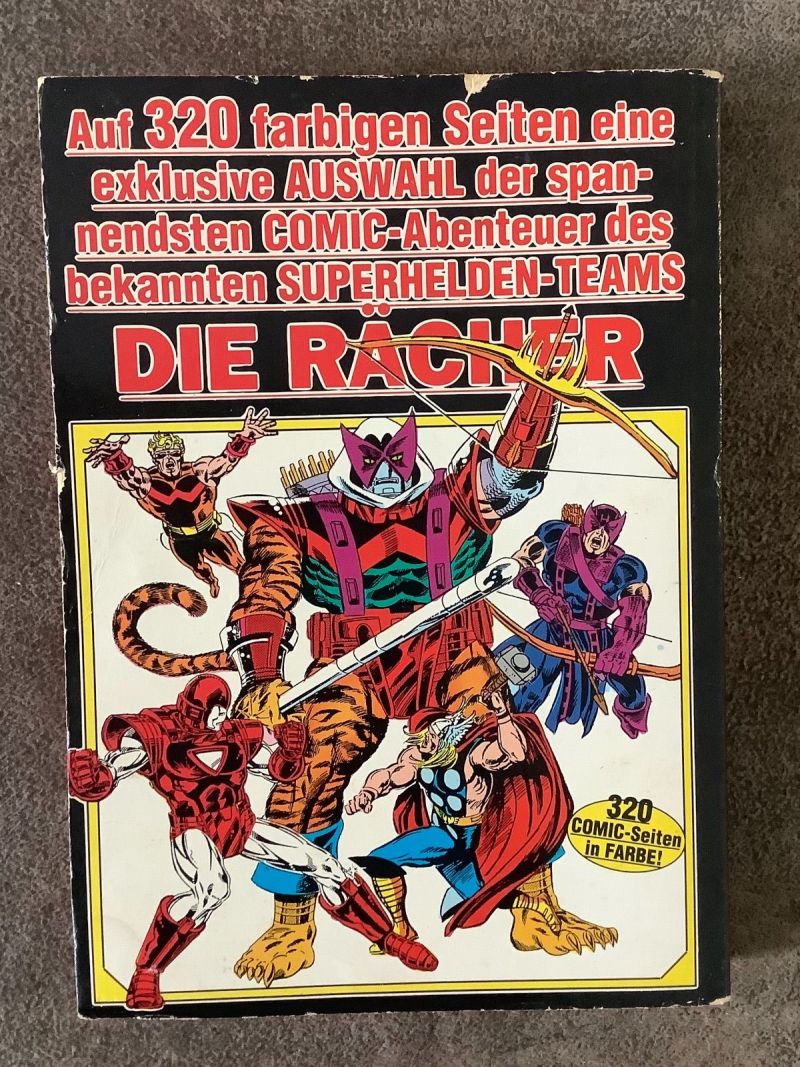 Auf 320 farbigen Seiten eine
exklusive AUSWAHL der span-
nendsten COMIC-Abenteuer des
bekannten SUPERHELDEN-TEAMS
DIE RÄCHER
320
COMIC-Seiten
in FARBE!